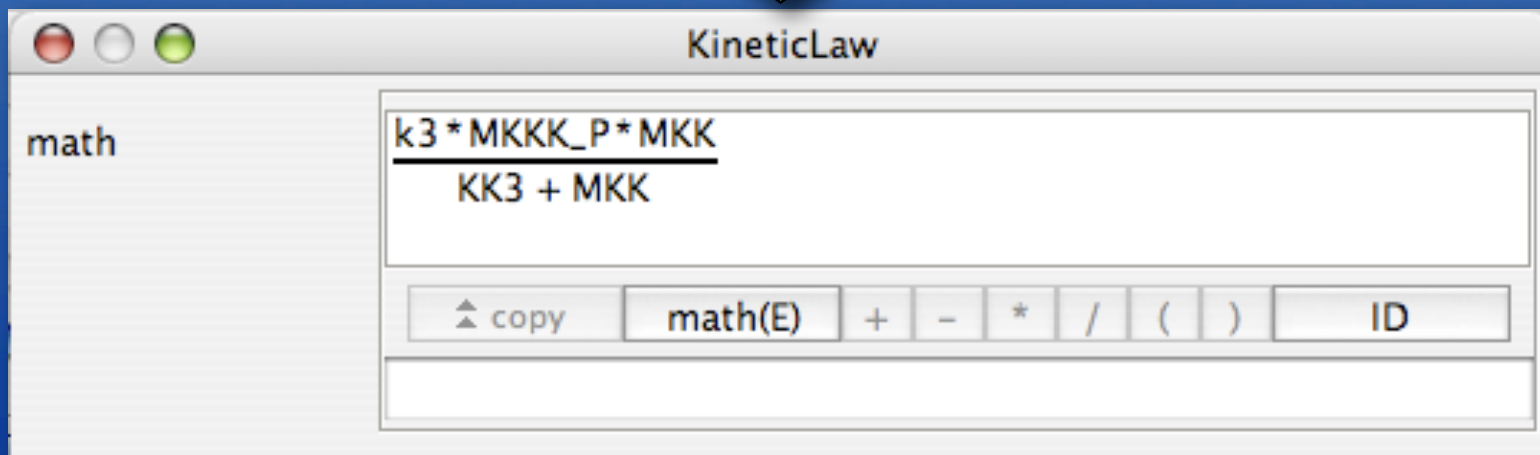 KineticLaw
math
k3*MKKK_P*MKK
KK3 + MKK
copy math(E) + - * / ( ) ID